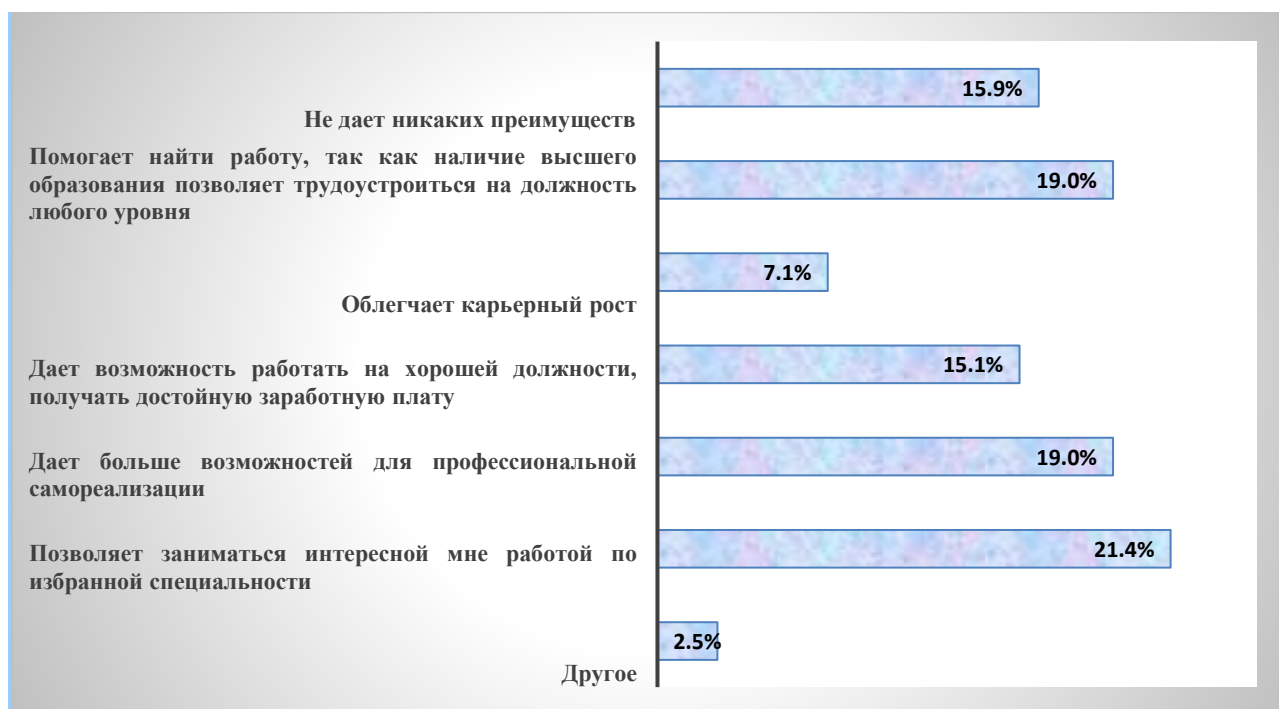 15.9%
Не дает никаких преимуществ
Помогает найти работу, так как наличие высшего
образования позволяет трудоустроиться на должность
любого уровня
19.0%
7.1%
Облегчает карьерный рост
Дает возможность работать на хорошей должности,
получать достойную заработную плату
15.1%
Дает больше возможностей для профессиональной
самореализации
19.0%
Позволяет заниматься интересной мне работой по
избранной специальности
21.4%
2.5%
Другое